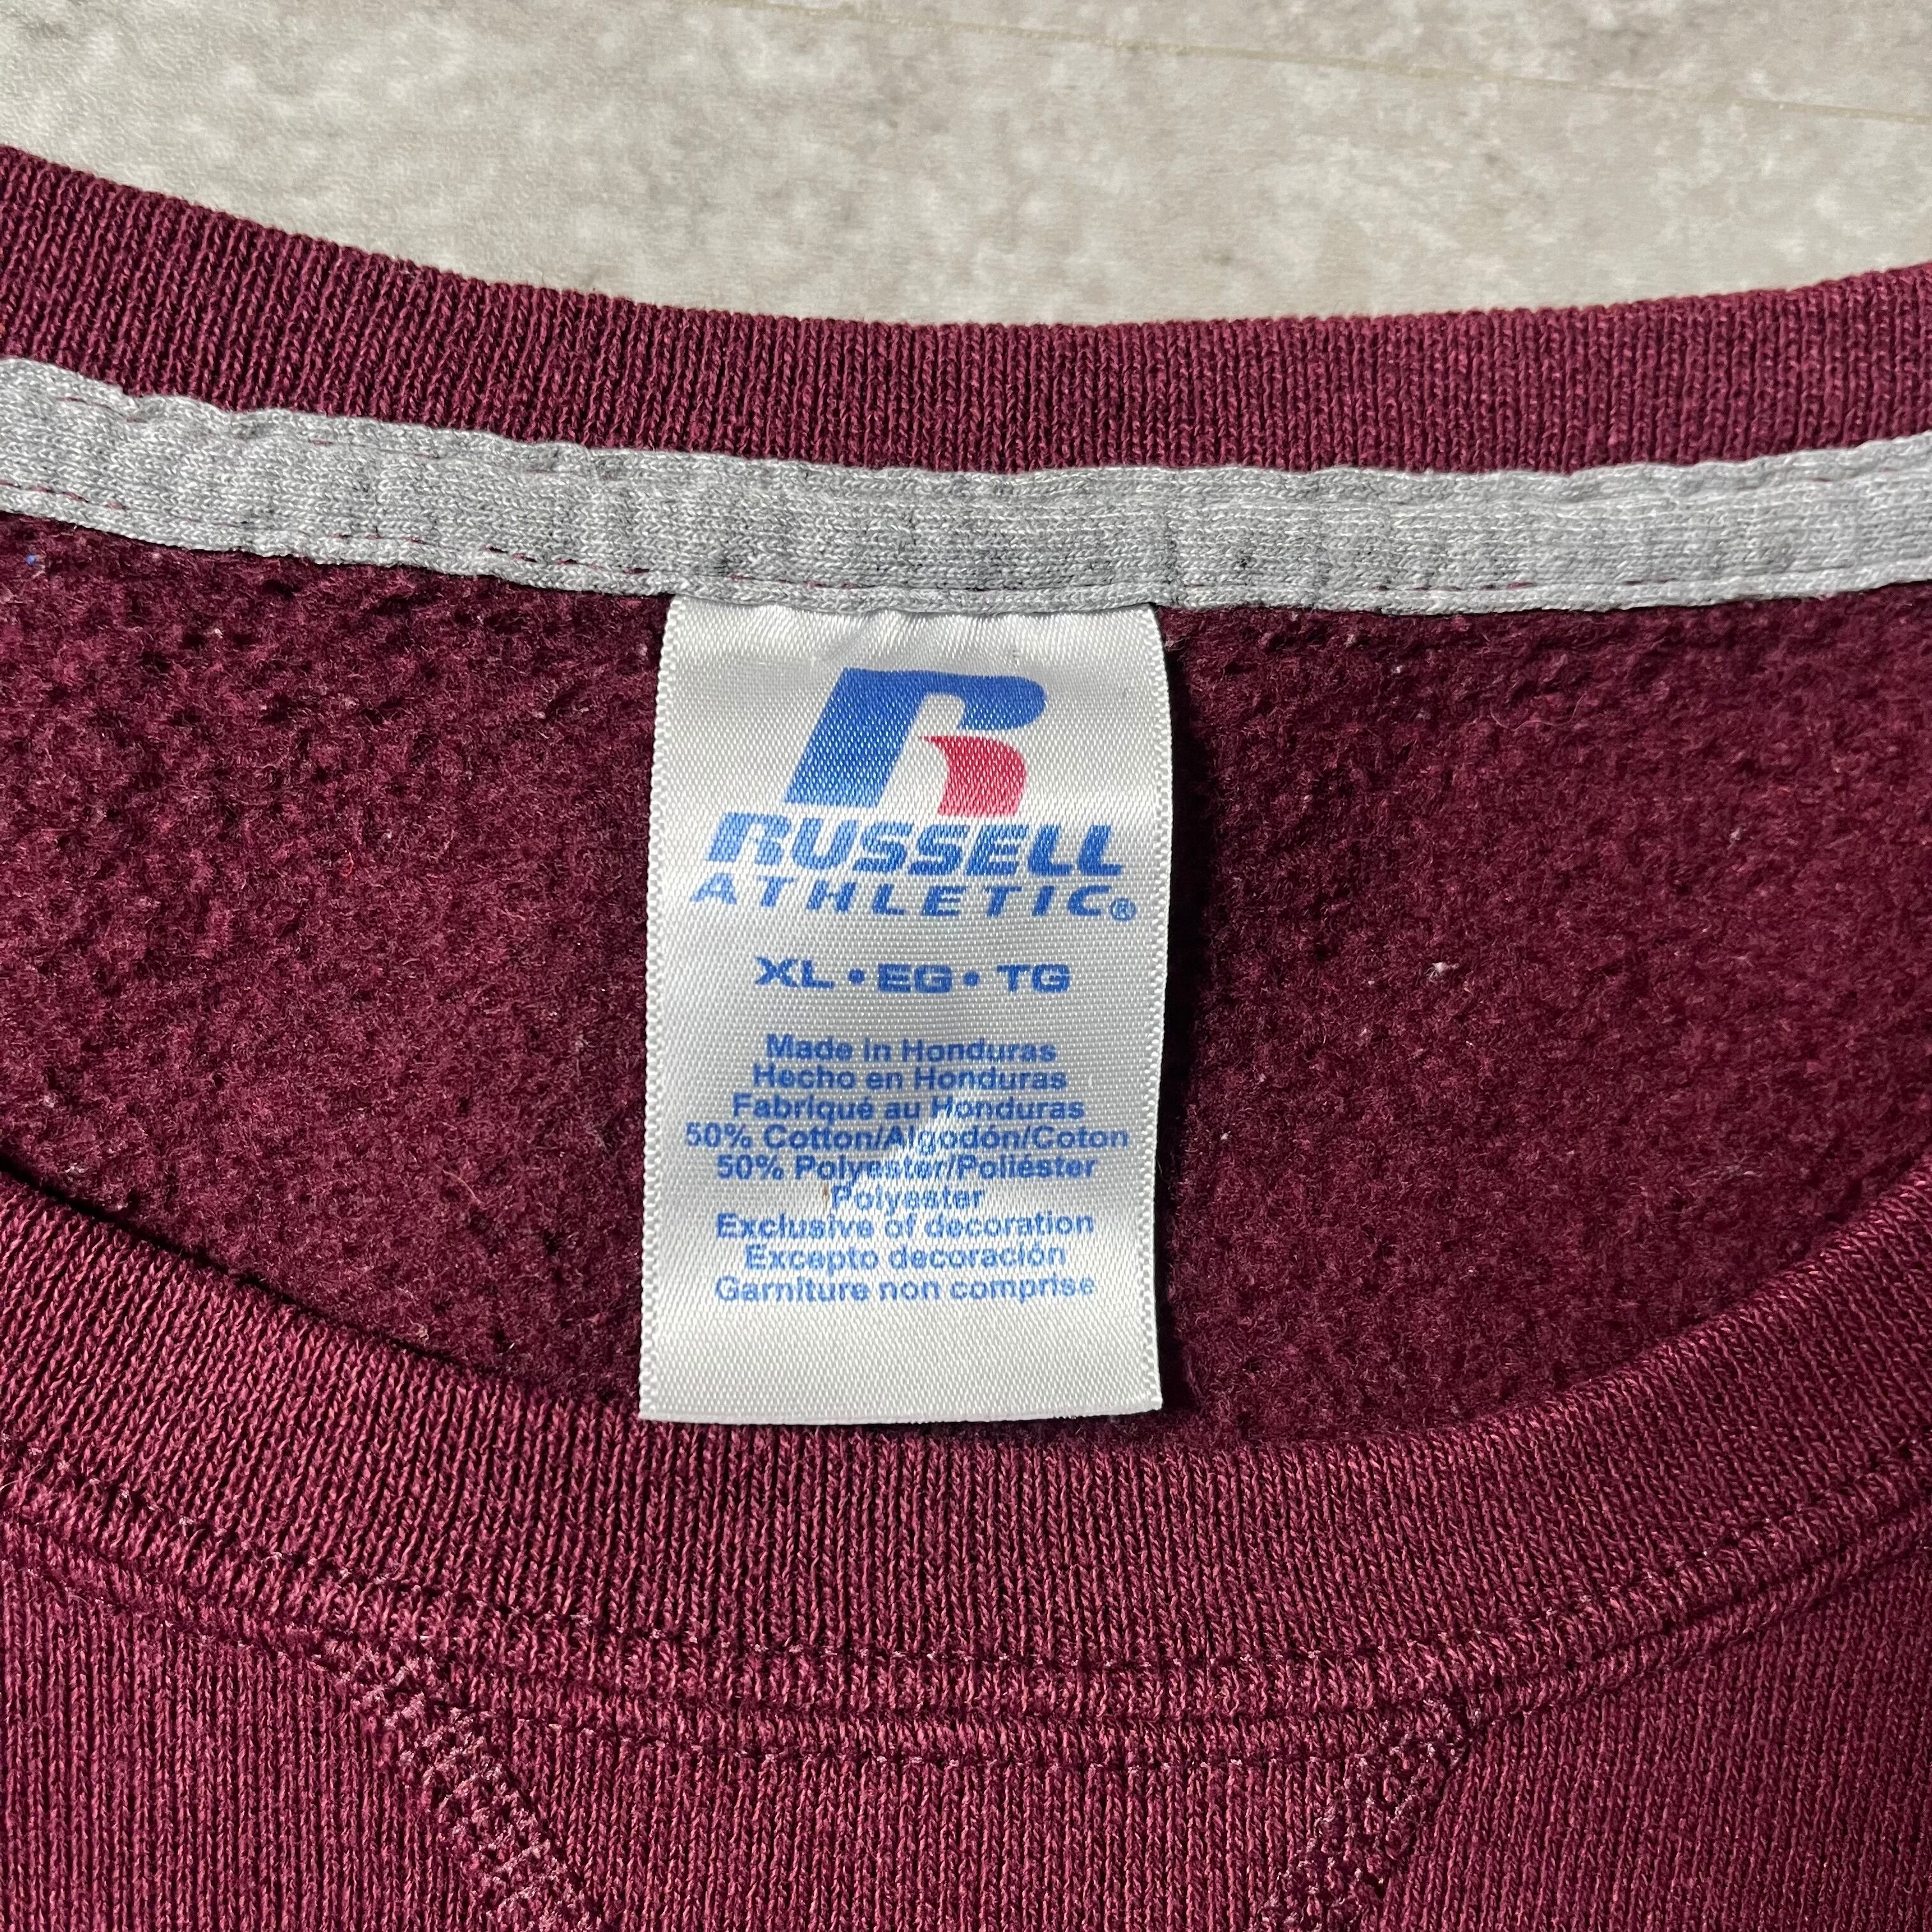 R
RUSSELL
ATHLETIC®
XL • EG • TG
Made in Honduras
Hecho en Honduras
Fabriqué au Honduras
50% Cotton/Algodón/Coton
50% Polyester/Poliéster
Polyester
Exclusive of decoration
Excepto decoración
Garniture non comprise